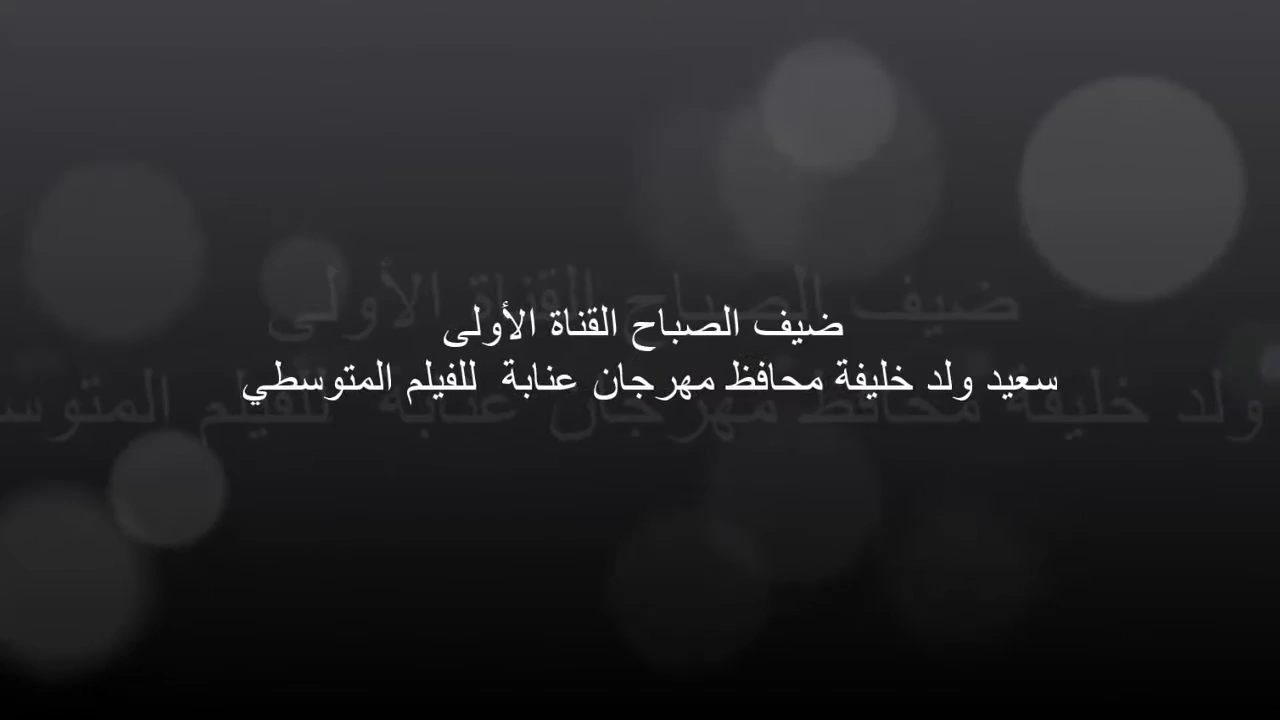 ضيف الصباح القناة الأولى
سعيد ولد خليفة محافظ مهرجان عنابة  للفيلم المتوسطي